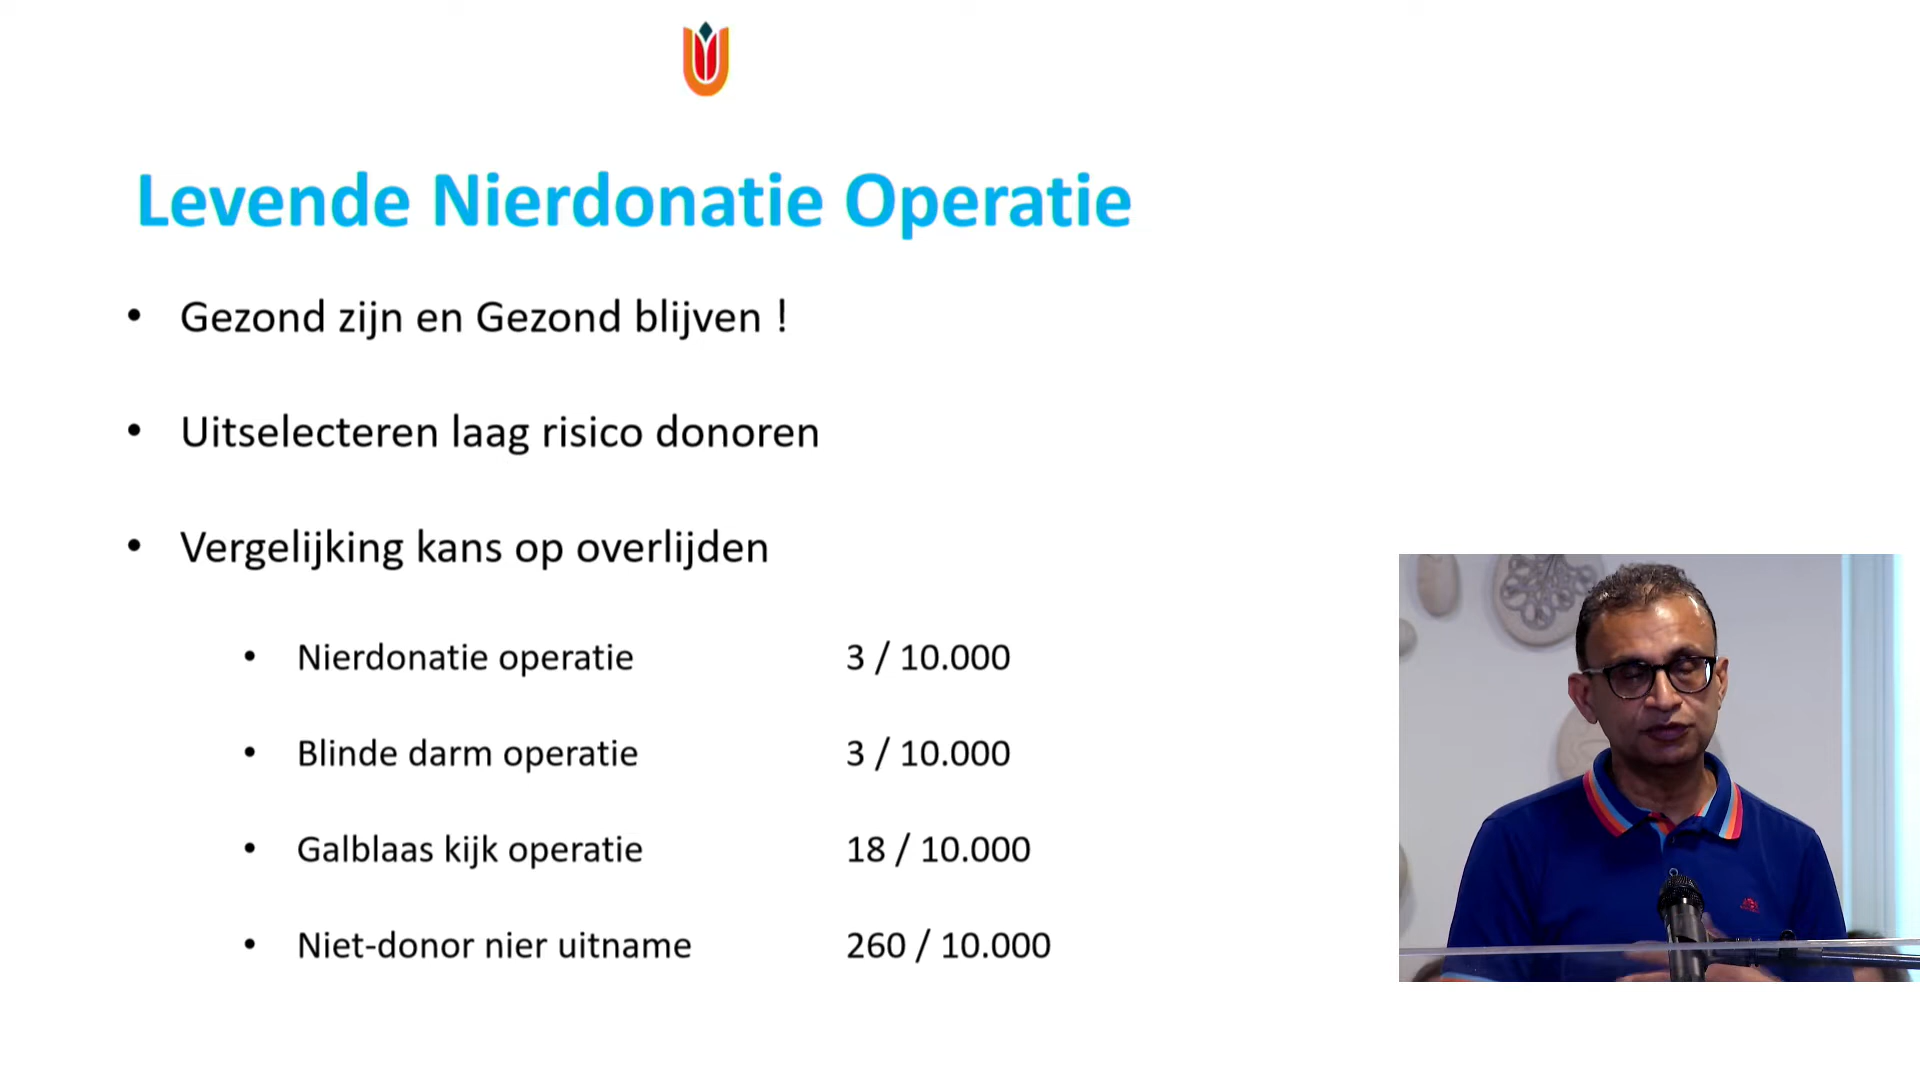 Levende Nierdonatie Operatie
• Gezond zijn en Gezond blijven !
• Uitselecteren laag risico donoren
• Vergelijking kans op overlijden
• Nierdonatie operatie 3 / 10.000
• Blinde darm operatie 3 / 10.000
• Galblaas kijk operatie 18 / 10.000
• Niet-donor nier uitname 260 / 10.000